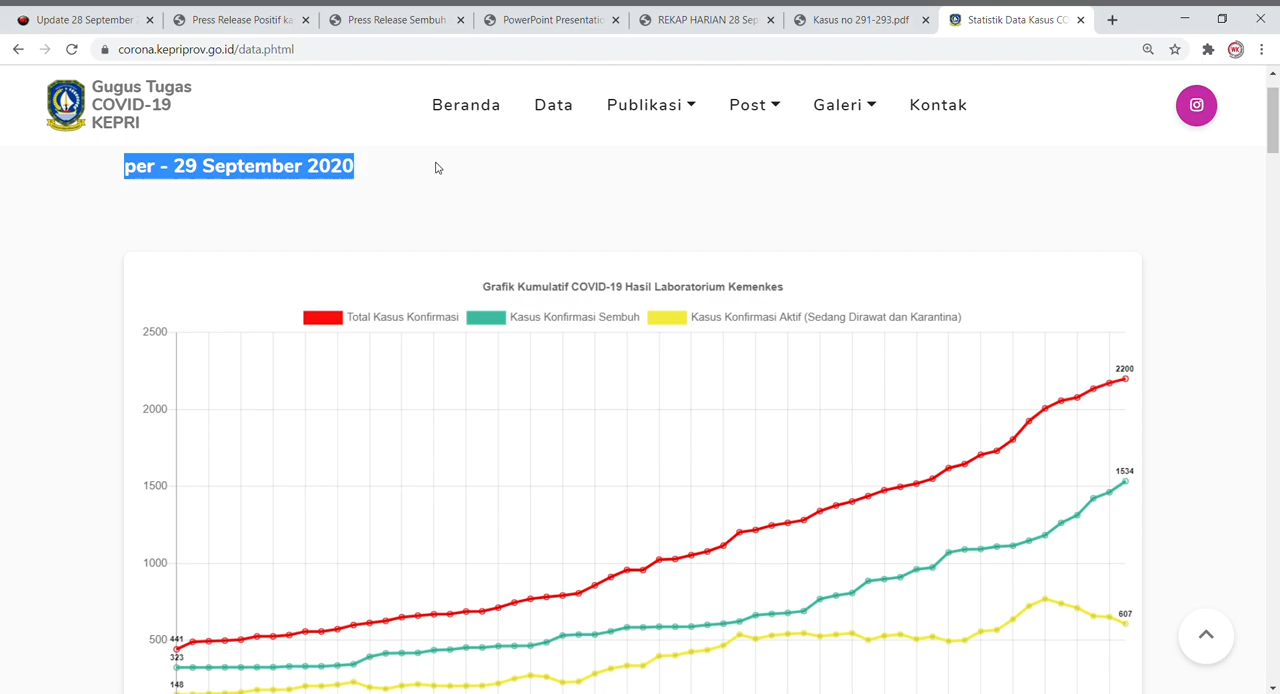 Update 28 September
Press Release Positif ka
Press Release Sembuh
PowerPoint Presentatio
REKAP HARIAN 28 Sep
Kasus no 291-293.pdf
Statistik Data Kasus CO
corona.kepriprov.go.id/data.phtml
WK
Gugus Tugas
COVID-19
KEPRI
Beranda Data Publikasi Post Galeri Kontak
per - 29 September 2020
Grafik Kumulatif COVID-19 Hasil Laboratorium Kemenkes
Total Kasus Konfirmasi Kasus Konfirmasi Sembuh Kasus Konfirmasi Aktif (Sedang Dirawat dan Karantina)
2500
2200
2000
1534
1500
1000
607
500 441
323
148